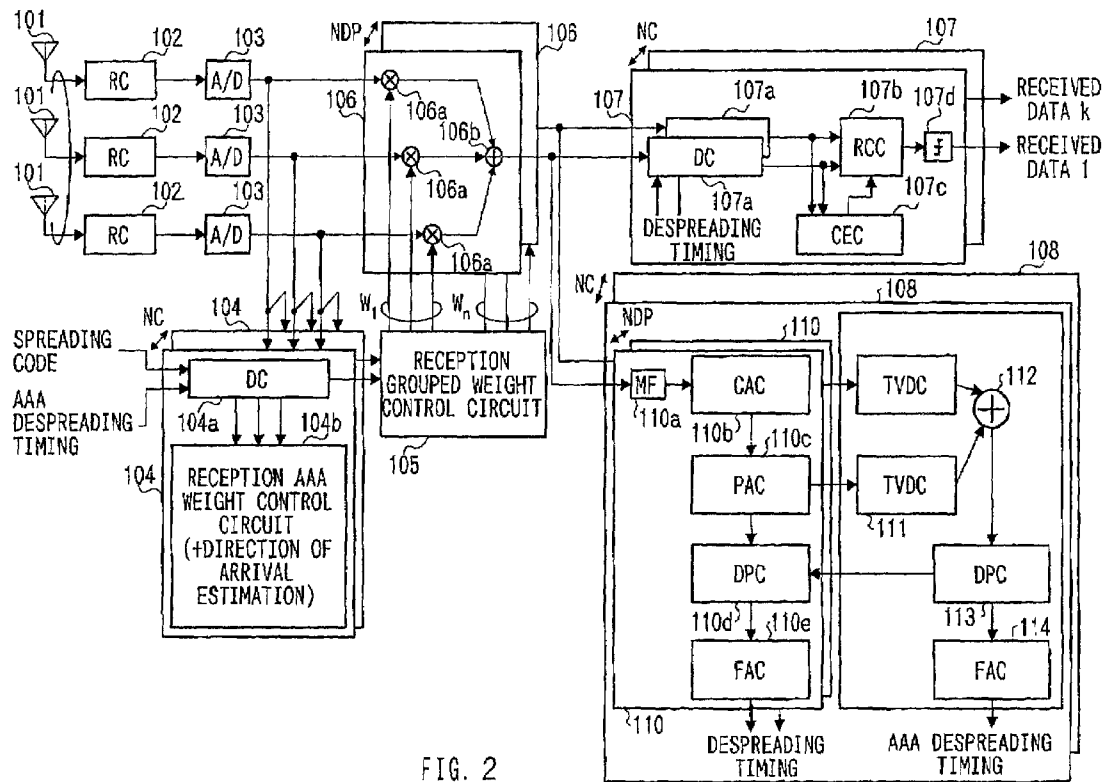 101
102
103
NDP
106
NC
107
RC
A/D
106
106a
107
107a
107b
107d
RECEIVED
DATA k
101
102
103
106b
RC
A/D
106a
DC
RCC
RECEIVED
DATA 1
101
102
103
107a
107c
RC
A/D
106a
DESPREADING
TIMING
CEC
108
NC
108
W1
Wn
NDP
110
NC
104
SPREADING
CODE
DC
RECEPTION
GROUPED WEIGHT
CONTROL CIRCUIT
MF
CAC
TVDC
112
AAA
DESPREADING
TIMING
104a
104b
110a
110b
110c
105
104
RECEPTION AAA
WEIGHT CONTROL
CIRCUIT
(+DIRECTION OF
ARRIVAL
ESTIMATION)
PAC
TVDC
111
DPC
DPC
110d
110e
113
114
FAC
FAC
110
DESPREADING
TIMING
AAA DESPREADING
TIMING
FIG. 2